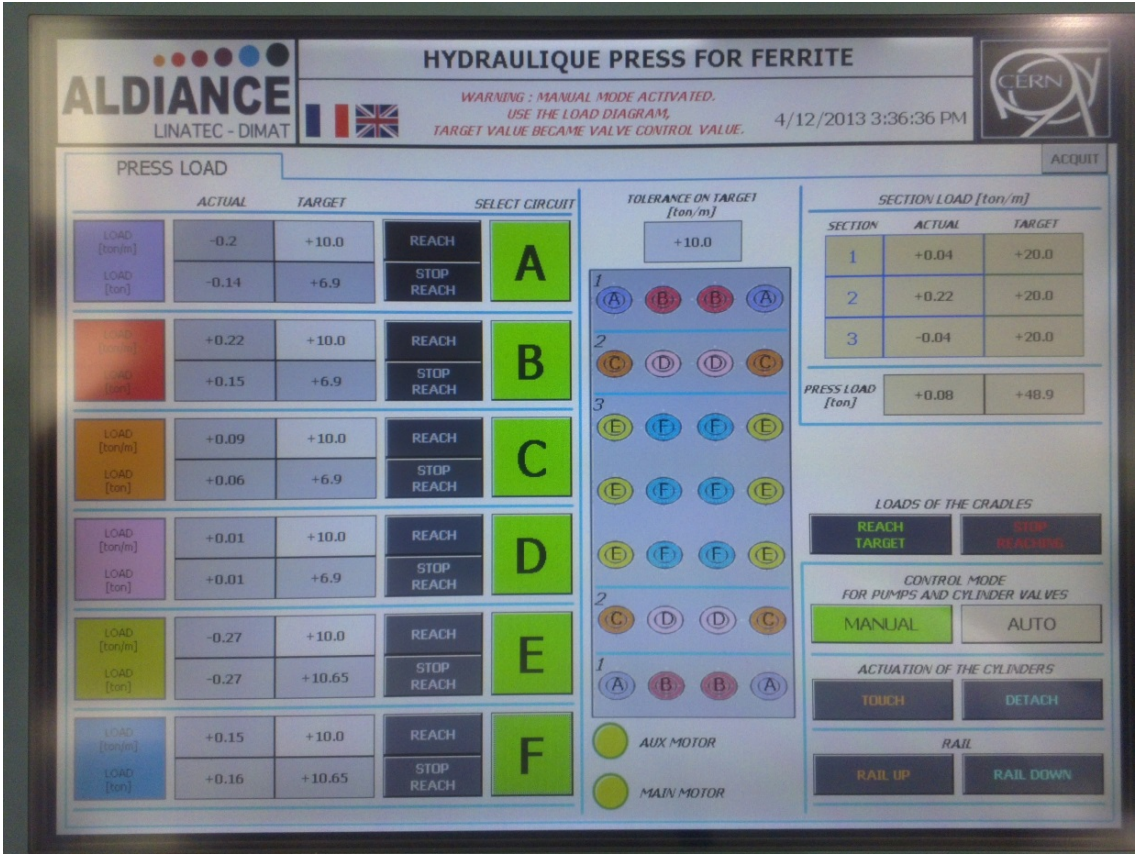 ALDIANCE
LINATEC - DIMAT
HYDRAULIQUE PRESS FOR FERRITE
WARNING : MANUAL MODE ACTIVATED.
USE THE LOAD DIAGRAM,
TARGET VALUE BECAME VALVE CONTROL VALUE.
4/12/2013 3:36:36 PM
CERN
PRESS LOAD
ACQUIT
ACTUAL TARGET SELECT CIRCUIT
LOAD
[ton/m]
-0.2 +10.0 REACH
A
LOAD
[ton]
-0.14 +6.9 STOP
REACH
LOAD
+0.22 +10.0 REACH
B
LOAD
[ton]
+0.15 +6.9 STOP
REACH
LOAD
[ton/m]
+0.09 +10.0 REACH
C
LOAD
[ton]
+0.06 +6.9 STOP
REACH
LOAD
[ton/m]
+0.01 +10.0 REACH
D
LOAD
[ton]
+0.01 +6.9 STOP
REACH
LOAD
[ton/m]
-0.27 +10.0 REACH
E
LOAD
[ton]
-0.27 +10.65 STOP
REACH
LOAD
[ton/m]
+0.15 +10.0 REACH
F
LOAD
[ton]
+0.16 +10.65 STOP
REACH
TOLERANCE ON TARGET
[ton/m]
+10.0
1
A B B A
2
C D D C
3
E F F E
E F F E
E F F E
2
C D D C
1
A B B A
AUX MOTOR
MAIN MOTOR
SECTION LOAD [ton/m]
SECTION ACTUAL TARGET
1 +0.04 +20.0
2 +0.22 +20.0
3 -0.04 +20.0
PRESS LOAD
[ton]
+0.08 +48.9
LOADS OF THE CRADLES
REACH
TARGET
STOP
REACHING
CONTROL MODE
FOR PUMPS AND CYLINDER VALVES
MANUAL AUTO
ACTUATION OF THE CYLINDERS
TOUCH DETACH
RAIL
RAIL UP RAIL DOWN